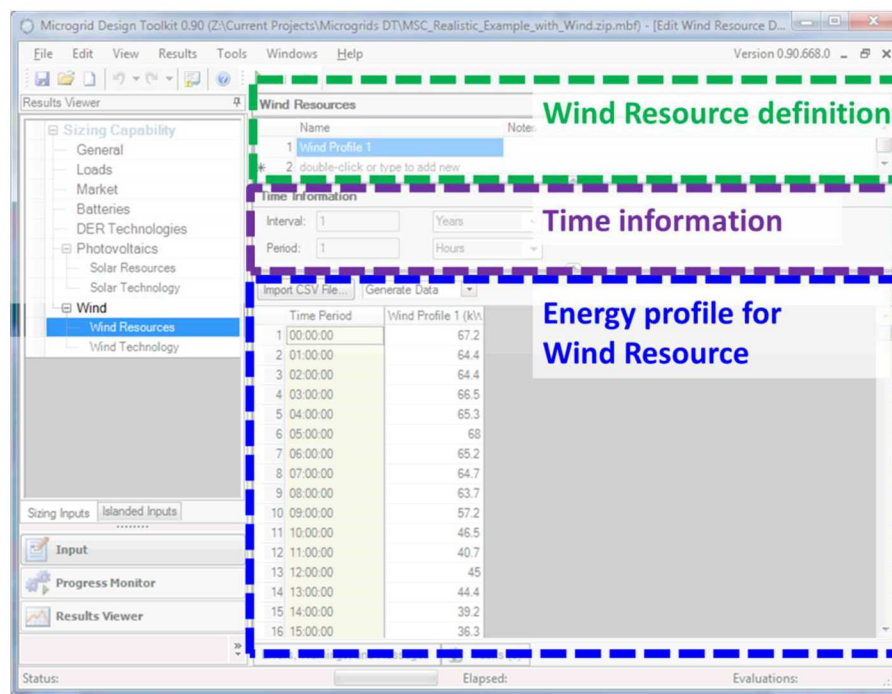 Microgrid Design Toolkit 0.90 (Z:\Current Projects\Microgrids DT\MSC_Realistic_Example_with_Wind.zip.mbf) - [Edit Wind Resource D...
File Edit View Results Tools Windows Help Version 0.90.668.0
Results Viewer
Sizing Capability
General
Loads
Market
Batteries
DER Technologies
Photovoltaics
Solar Resources
Solar Technology
Wind
Wind Resources
Wind Technology
Sizing Inputs Islanded Inputs
Input
Progress Monitor
Results Viewer
Wind Resources
Wind Resource definition
Name Notes
1 Wind Profile 1
2 double-click or type to add new
Time Information
Time information
Interval: 1 Years
Period: 1 Hours
Import CSV File... Generate Data
Energy profile for
Wind Resource
Time Period Wind Profile 1 (kW
1 00:00:00 67.2
2 01:00:00 64.4
3 02:00:00 64.4
4 03:00:00 66.5
5 04:00:00 65.3
6 05:00:00 68
7 06:00:00 65.2
8 07:00:00 64.7
9 08:00:00 63.7
10 09:00:00 57.2
11 10:00:00 46.5
12 11:00:00 40.7
13 12:00:00 45
14 13:00:00 44.4
15 14:00:00 39.2
16 15:00:00 36.3
Status: Elapsed: Evaluations: